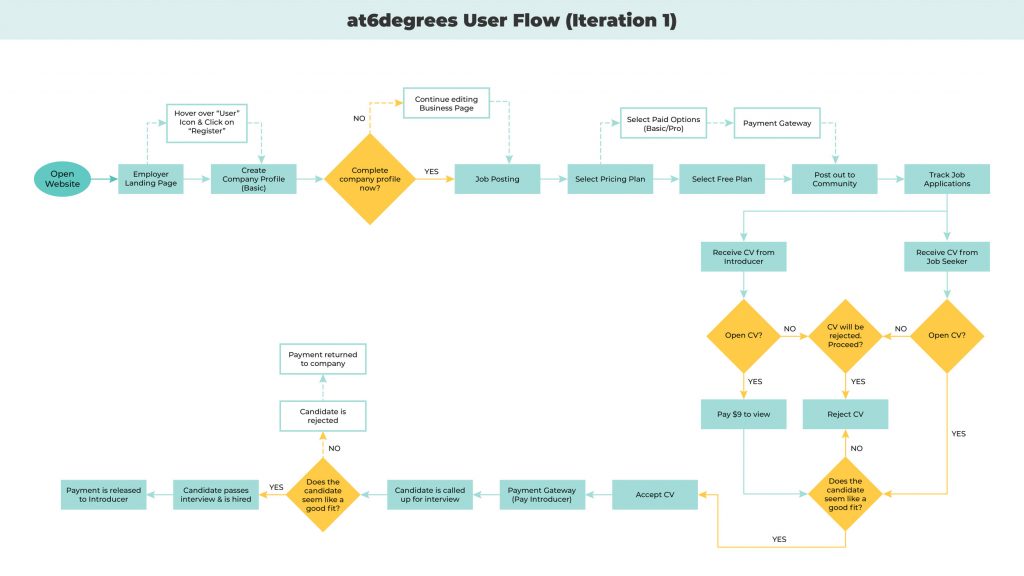 at6degrees User Flow (Iteration 1)
Hover over “User”
Icon & Click on
“Register”
NO
Continue editing
Business Page
Select Paid Options
(Basic/Pro)
Payment Gateway
Open
Website
Employer
Landing Page
Create
Company Profile
(Basic)
Complete
company profile
now?
YES
Job Posting
Select Pricing Plan
Select Free Plan
Post out to
Community
Track Job
Applications
Receive CV from
Introducer
Receive CV from
Job Seeker
Open CV?
NO
CV will be
rejected.
Proceed?
NO
Open CV?
YES
YES
YES
Pay $9 to view
Reject CV
Payment returned
to company
Candidate is
rejected
NO
NO
Payment is released
to Introducer
Candidate passes
interview & is hired
YES
Does the
candidate
seem like a
good fit?
Candidate is called
up for interview
Payment Gateway
(Pay Introducer)
Accept CV
Does the
candidate
seem like a
good fit?
YES